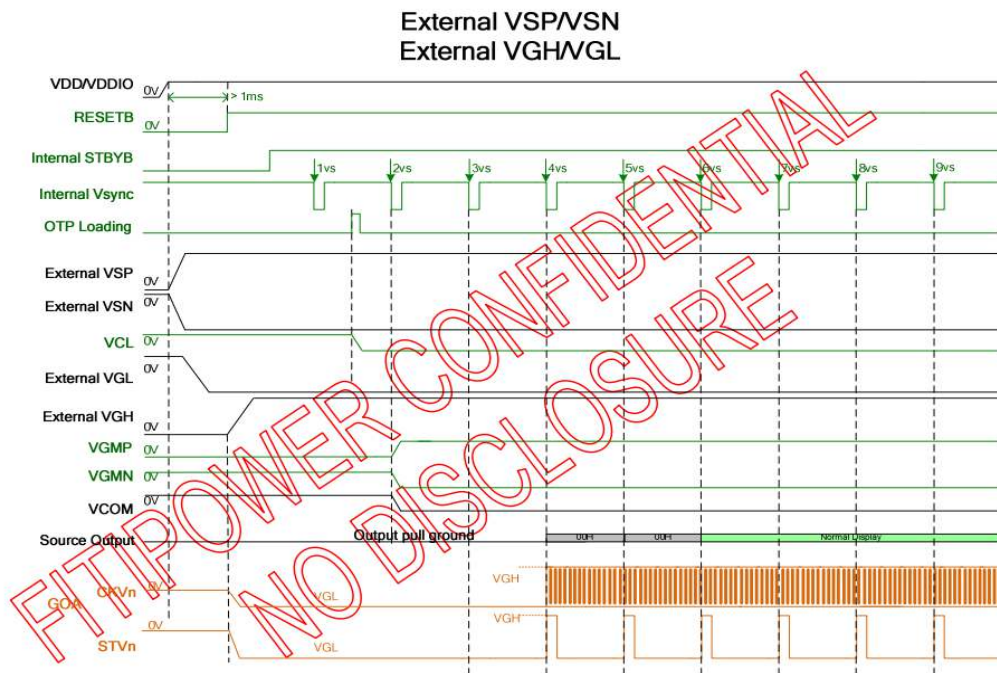 External VSP/VSN
External VGH/VGL
VDD/VDDIO 0V
> 1ms
RESETB 0V
Internal STBYB
1vs 2vs 3vs 4vs 5vs 6vs 7vs 8vs 9vs
Internal Vsync
OTP Loading
External VSP 0V
External VSN 0V
VCL 0V
External VGL 0V
External VGH 0V
VGMP 0V
VGMN 0V
VCOM 0V
Source Output Output pull ground 00H 00H Normal Display
CKVn 0V VGL VGH
GOA
STVn 0V VGL VGH
FITIPOWER CONFIDENTIAL
NO DISCLOSURE